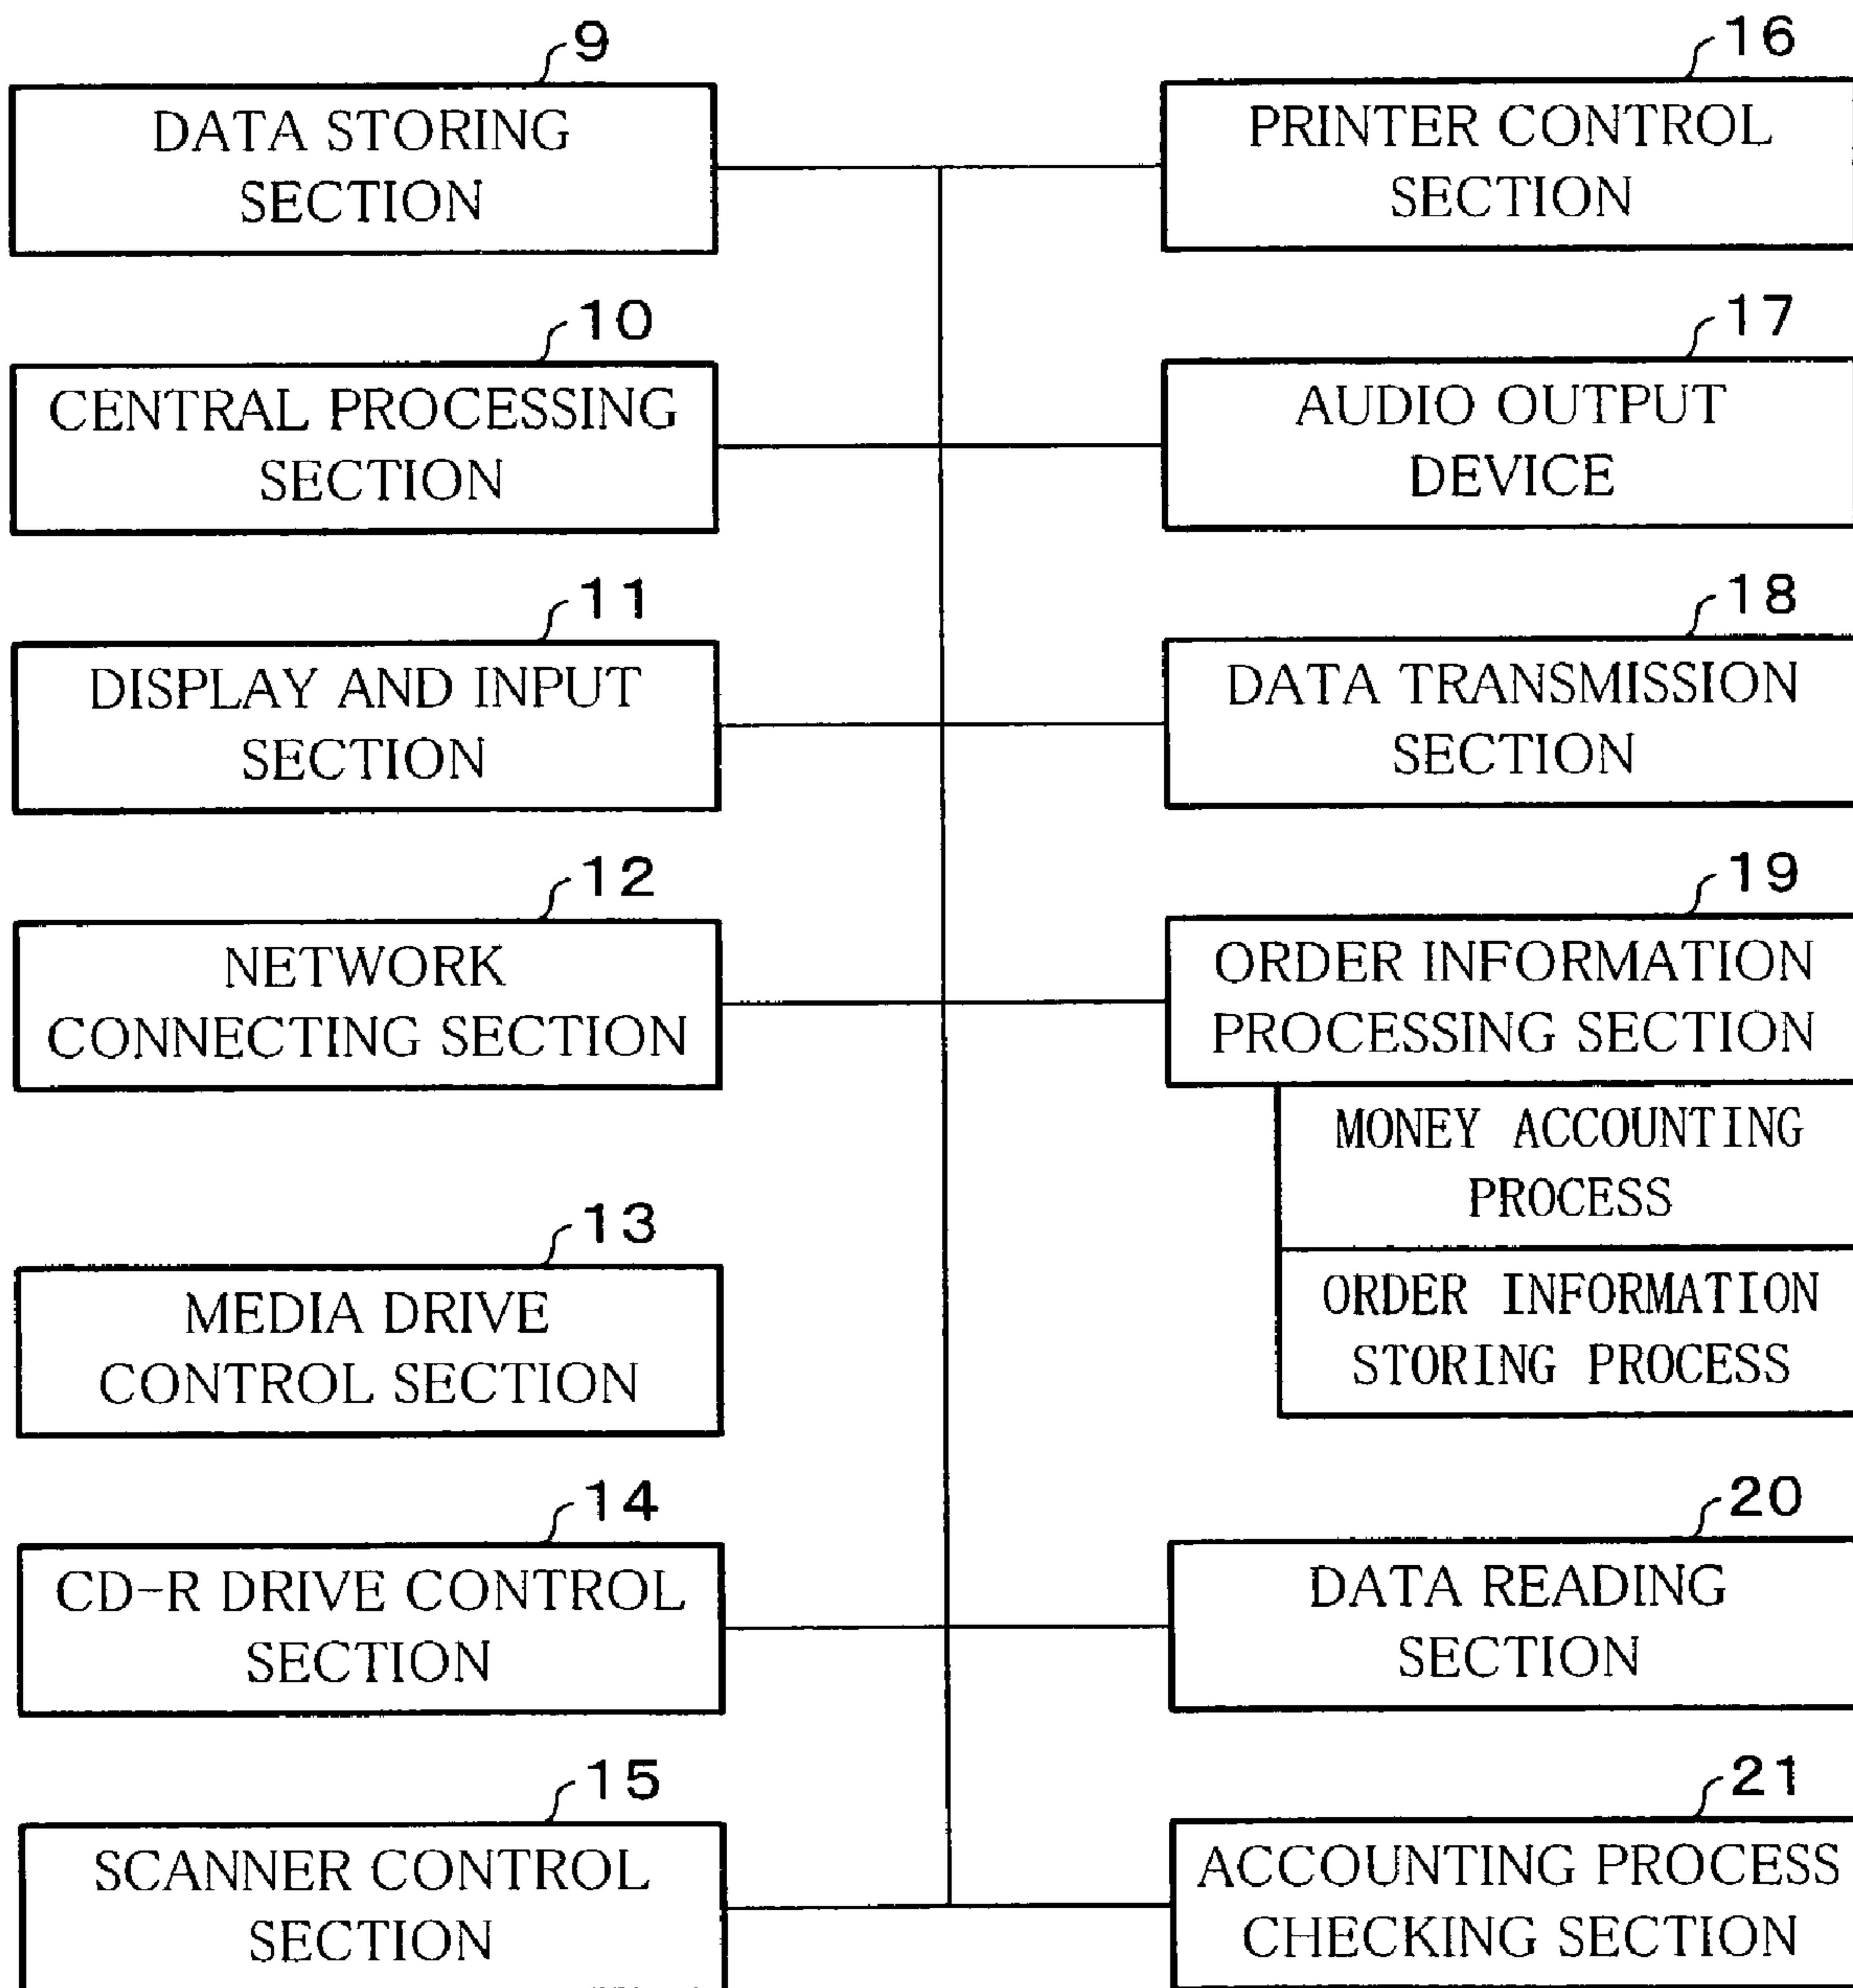 9
DATA STORING
SECTION
10
CENTRAL PROCESSING
SECTION
11
DISPLAY AND INPUT
SECTION
12
NETWORK
CONNECTING SECTION
13
MEDIA DRIVE
CONTROL SECTION
14
CD-R DRIVE CONTROL
SECTION
15
SCANNER CONTROL
SECTION
16
PRINTER CONTROL
SECTION
17
AUDIO OUTPUT
DEVICE
18
DATA TRANSMISSION
SECTION
19
ORDER INFORMATION
PROCESSING SECTION
MONEY ACCOUNTING
PROCESS
ORDER INFORMATION
STORING PROCESS
20
DATA READING
SECTION
21
ACCOUNTING PROCESS
CHECKING SECTION